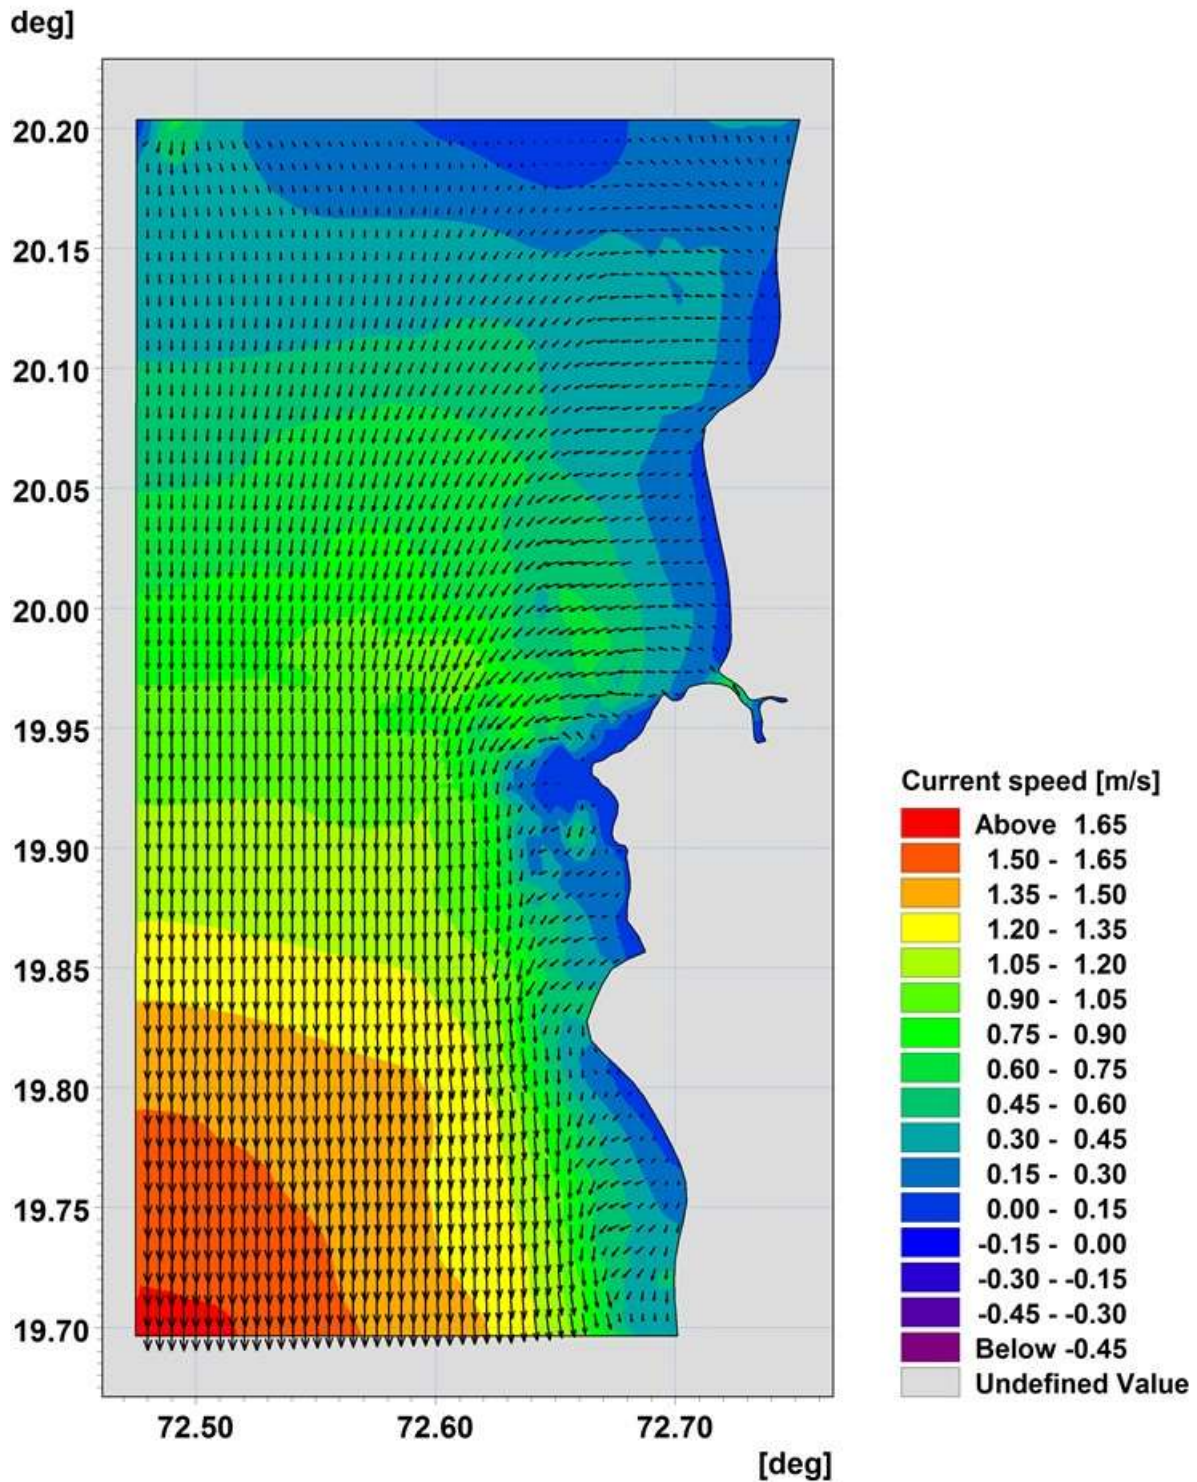 deg]
20.20
20.15
20.10
20.05
20.00
19.95
19.90
19.85
19.80
19.75
19.70
72.50 72.60 72.70
[deg]
Current speed [m/s]
Above 1.65
1.50 - 1.65
1.35 - 1.50
1.20 - 1.35
1.05 - 1.20
0.90 - 1.05
0.75 - 0.90
0.60 - 0.75
0.45 - 0.60
0.30 - 0.45
0.15 - 0.30
0.00 - 0.15
-0.15 - 0.00
-0.30 - -0.15
-0.45 - -0.30
Below -0.45
Undefined Value